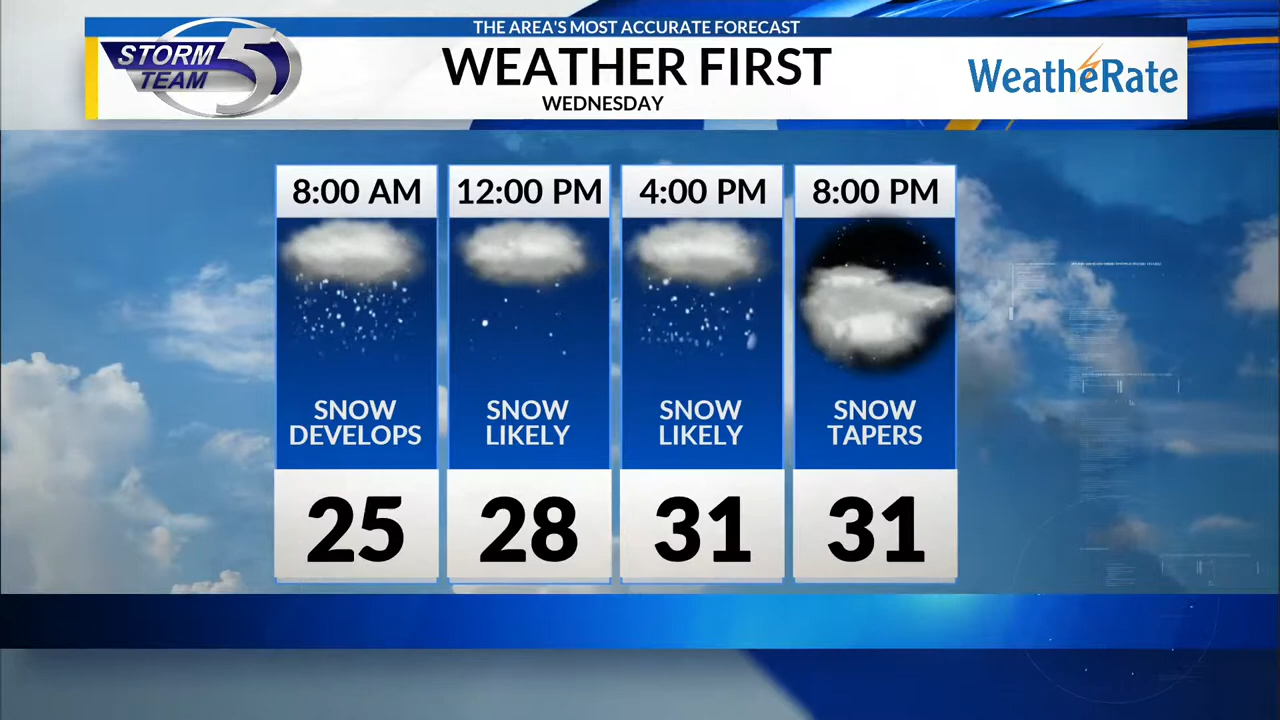 THE AREA'S MOST ACCURATE FORECAST
STORM TEAM 5
WEATHER FIRST
WEDNESDAY
WeatheRate
8:00 AM
12:00 PM
4:00 PM
8:00 PM
SNOW
DEVELOPS
SNOW
LIKELY
SNOW
LIKELY
SNOW
TAPERS
25
28
31
31